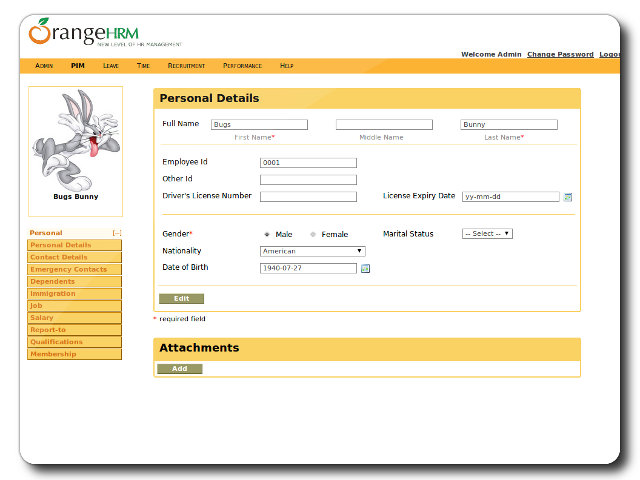 OrangeHRM
NEW LEVEL OF HR MANAGEMENT
Welcome Admin Change Password Logou
Admin PIM Leave Time Recruitment Performance Help
Bugs Bunny
Personal [−]
Personal Details
Contact Details
Emergency Contacts
Dependents
Immigration
Job
Salary
Report-to
Qualifications
Membership
Personal Details
Full Name Bugs Bunny
First Name* Middle Name Last Name*
Employee Id 0001
Other Id
Driver's License Number License Expiry Date yy-mm-dd
Gender* Male Female Marital Status -- Select --
Nationality American
Date of Birth 1940-07-27
Edit
* required field
Attachments
Add